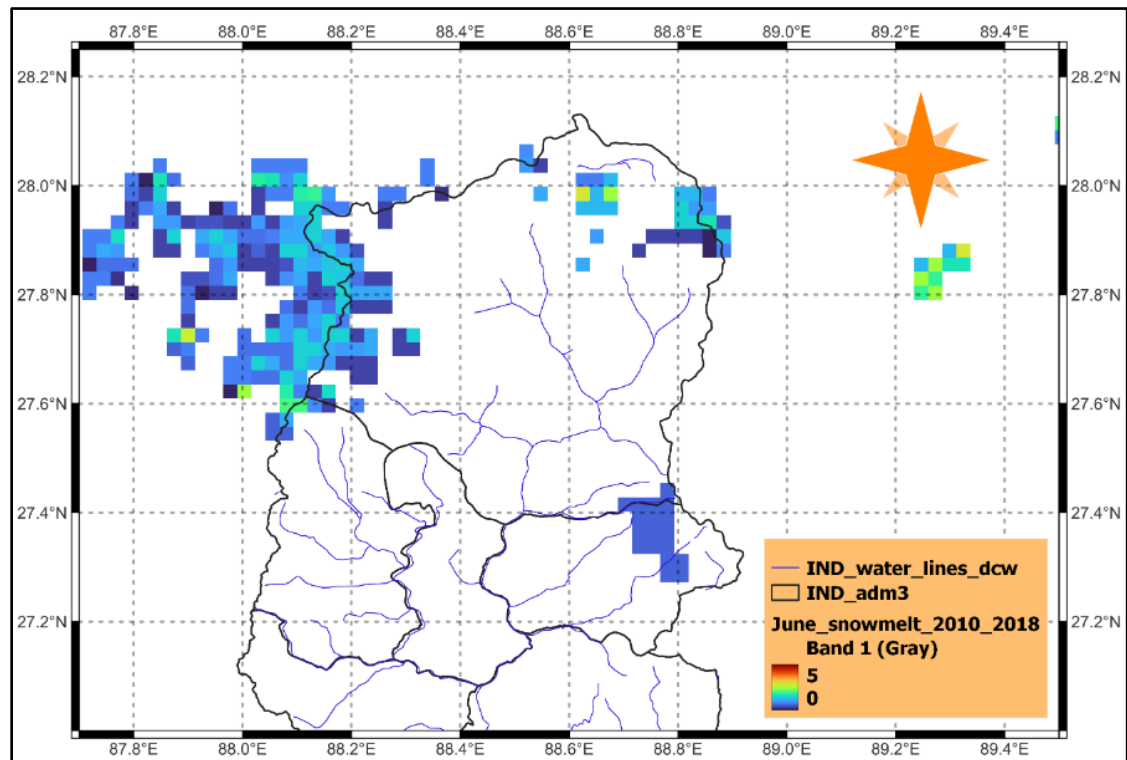 87.8°E 88.0°E 88.2°E 88.4°E 88.6°E 88.8°E 89.0°E 89.2°E 89.4°E
28.2°N 28.2°N
28.0°N 28.0°N
27.8°N 27.8°N
27.6°N 27.6°N
27.4°N 27.4°N
IND_water_lines_dcw
IND_adm3
27.2°N 27.2°N
June_snowmelt_2010_2018
Band 1 (Gray)
5
0
87.8°E 88.0°E 88.2°E 88.4°E 88.6°E 88.8°E 89.0°E 89.2°E 89.4°E